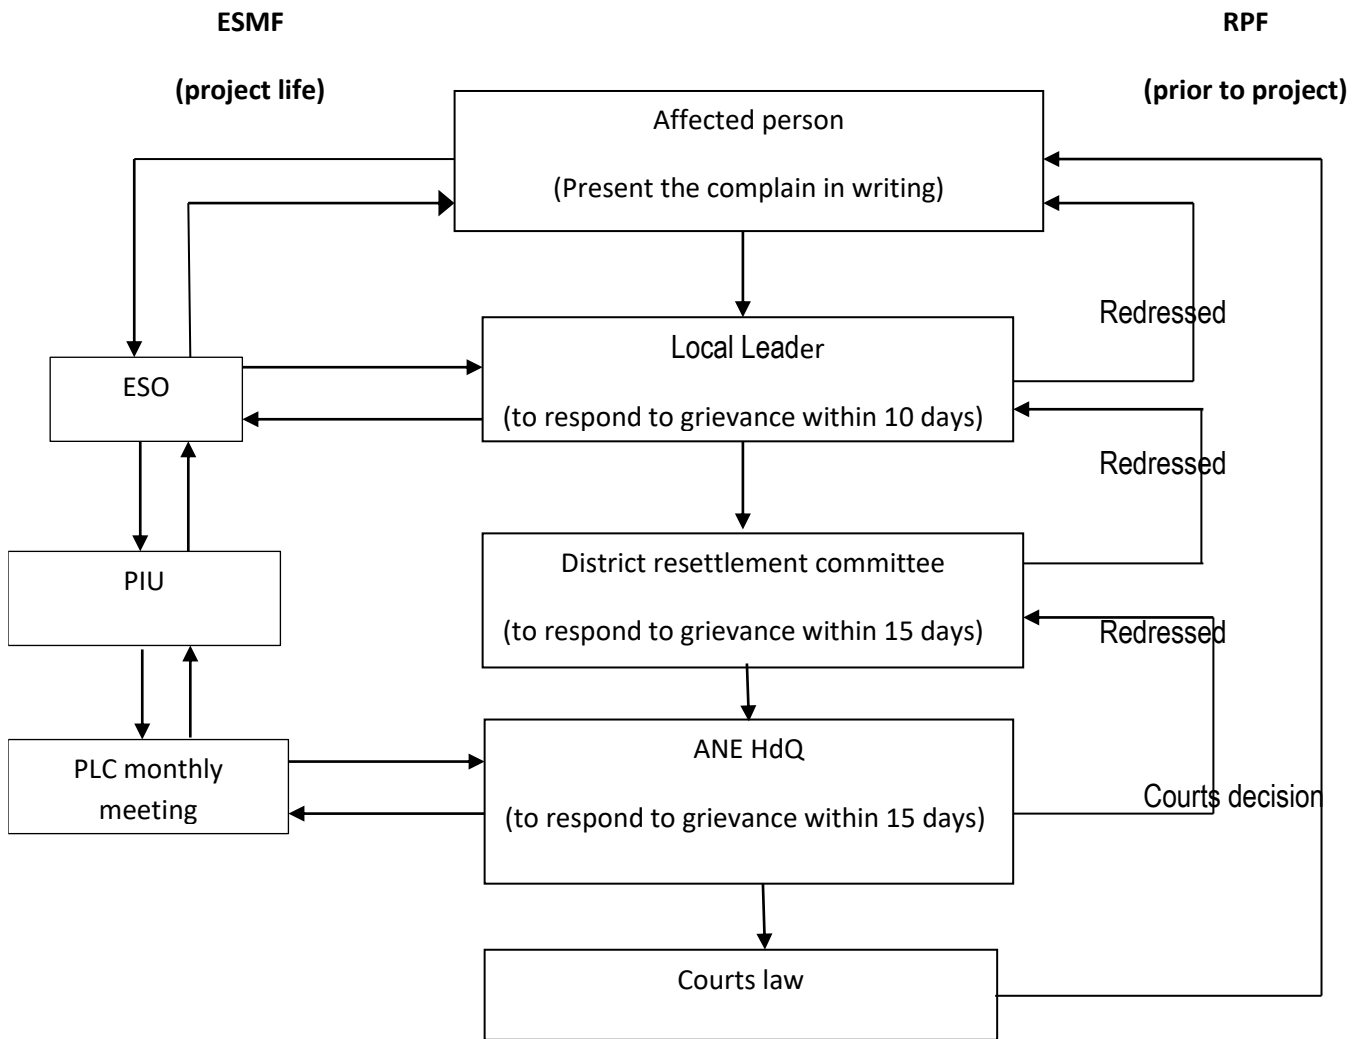 ESMF
RPF
(project life)
(prior to project)
Affected person
(Present the complain in writing)
Redressed
Local Leader
ESO
(to respond to grievance within 10 days)
Redressed
District resettlement committee
PIU
(to respond to grievance within 15 days)
Redressed
ANE HdQ
PLC monthly
meeting
(to respond to grievance within 15 days)
Courts decision
Courts law